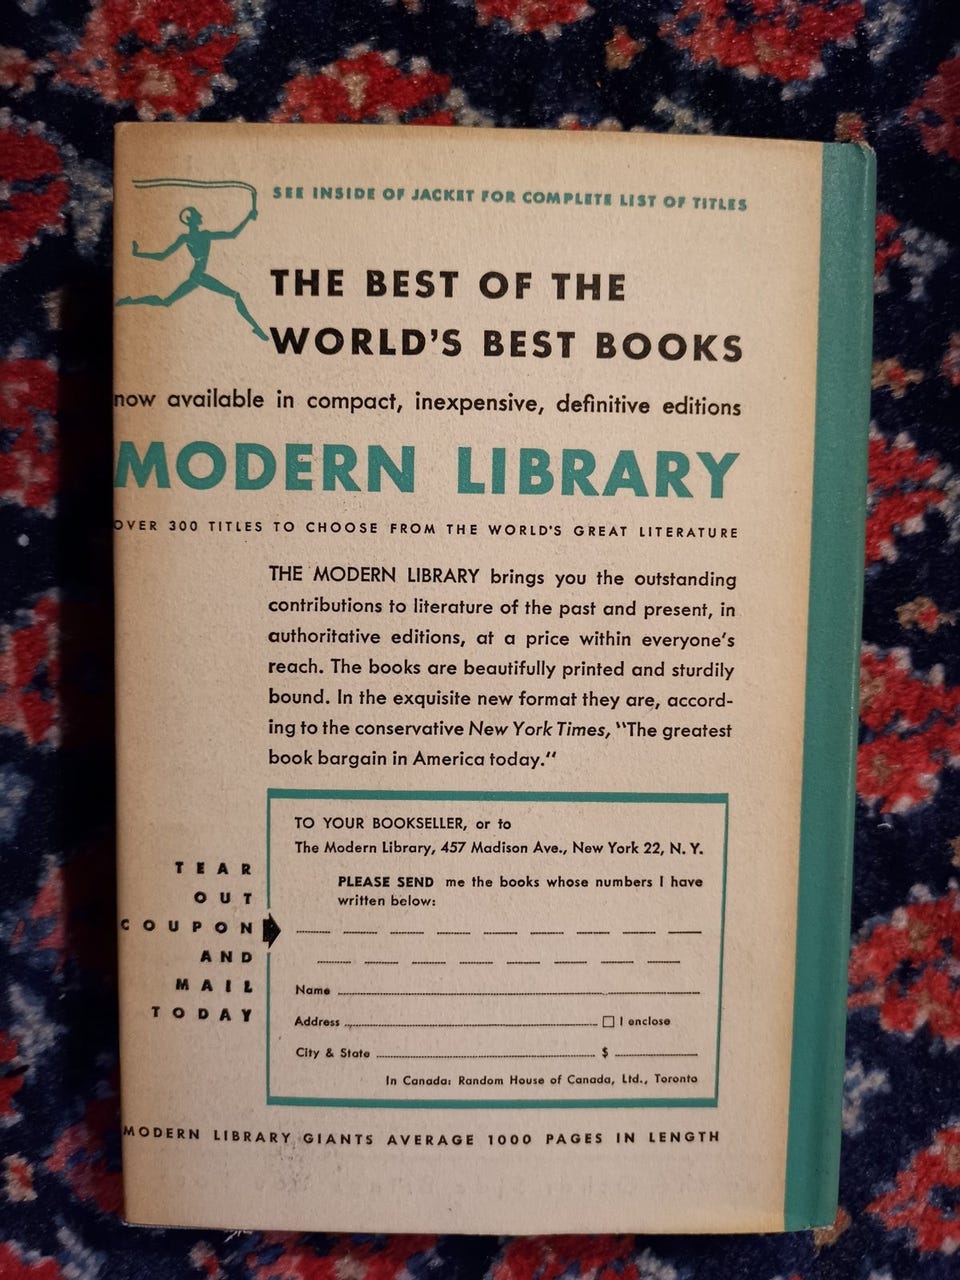 SEE INSIDE OF JACKET FOR COMPLETE LIST OF TITLES
THE BEST OF THE
WORLD'S BEST BOOKS
now available in compact, inexpensive, definitive editions
MODERN LIBRARY
OVER 300 TITLES TO CHOOSE FROM THE WORLD'S GREAT LITERATURE
THE MODERN LIBRARY brings you the outstanding
contributions to literature of the past and present, in
authoritative editions, at a price within everyone's
reach. The books are beautifully printed and sturdily
bound. In the exquisite new format they are, accord-
ing to the conservative New York Times, "The greatest
book bargain in America today."
TEAR
OUT
COUPON
AND
MAIL
TODAY
TO YOUR BOOKSELLER, or to
The Modern Library, 457 Madison Ave., New York 22, N. Y.
PLEASE SEND me the books whose numbers I have
written below:
Name
Address I enclose
City & State $
In Canada: Random House of Canada, Ltd., Toronto
MODERN LIBRARY GIANTS AVERAGE 1000 PAGES IN LENGTH